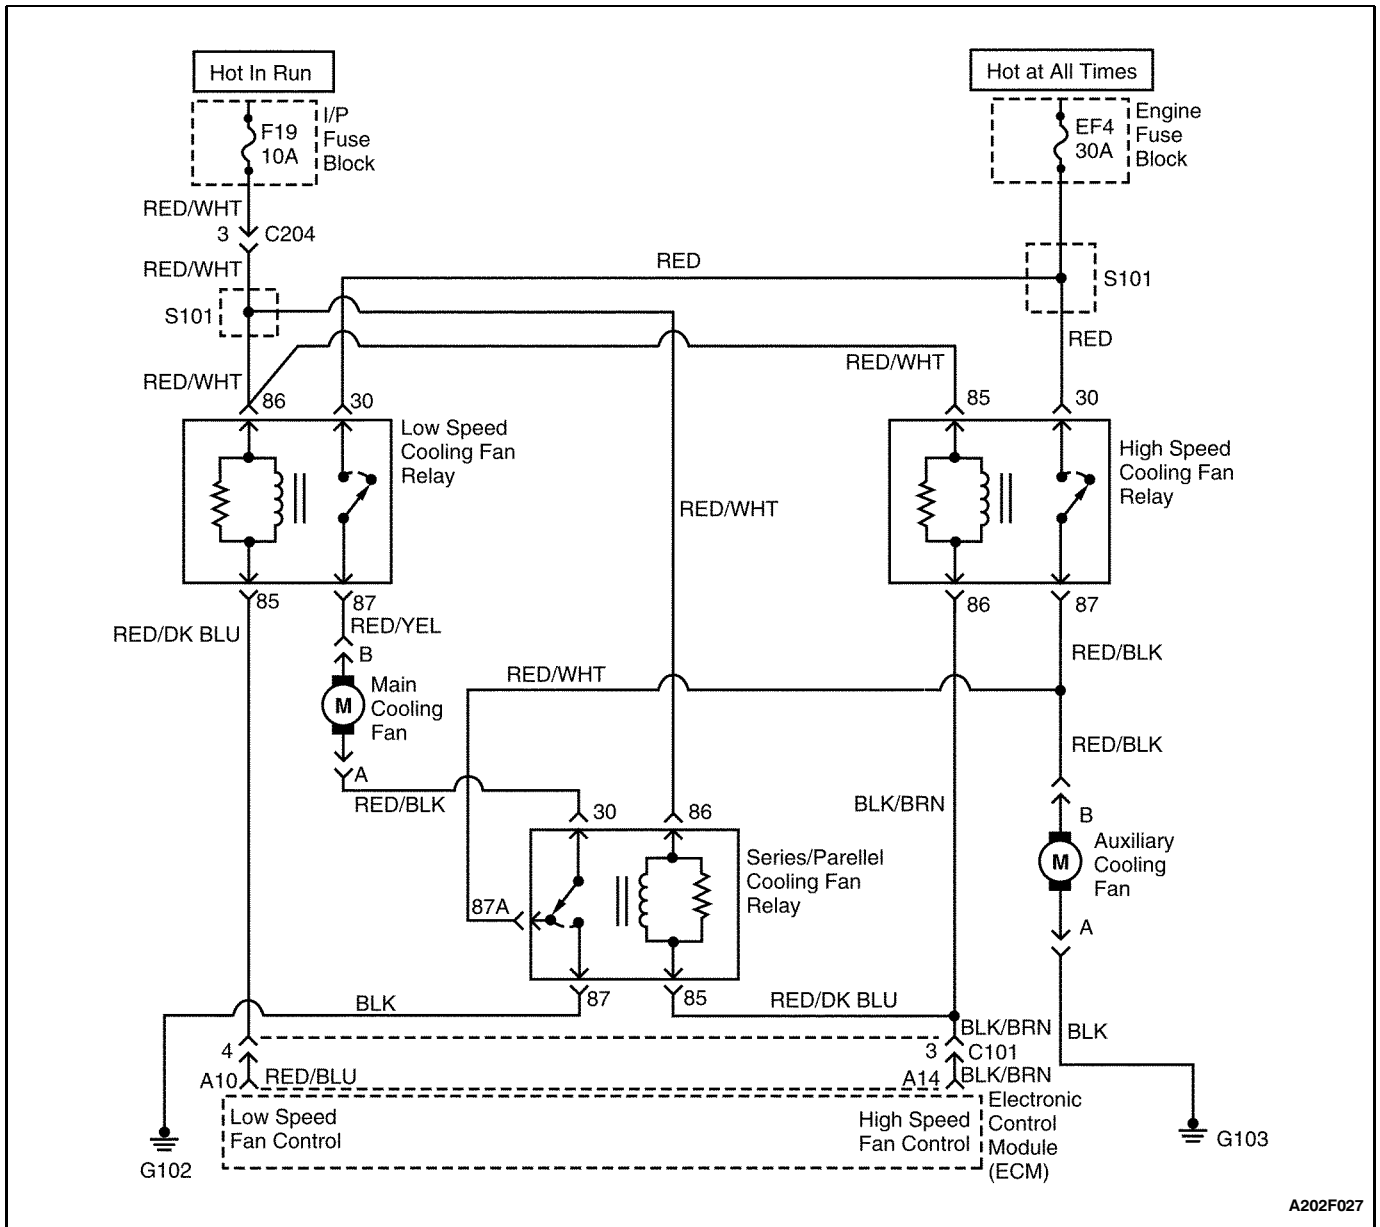 Hot In Run
Hot at All Times
F19
10A
I/P
Fuse
Block
EF4
30A
Engine
Fuse
Block
RED/WHT
3
C204
RED/WHT
RED
S101
S101
RED
RED/WHT
RED/WHT
86
30
85
30
Low Speed
Cooling Fan
Relay
High Speed
Cooling Fan
Relay
RED/WHT
85
87
86
87
RED/DK BLU
RED/YEL
B
RED/BLK
RED/WHT
M
Main
Cooling
Fan
RED/BLK
A
RED/BLK
BLK/BRN
30
86
B
M
Auxiliary
Cooling
Fan
Series/Parellel
Cooling Fan
Relay
87A
A
87
85
BLK
RED/DK BLU
BLK/BRN
BLK
4
3
C101
A10
RED/BLU
A14
BLK/BRN
Low Speed
Fan Control
High Speed
Fan Control
Electronic
Control
Module
(ECM)
G102
G103
A202F027